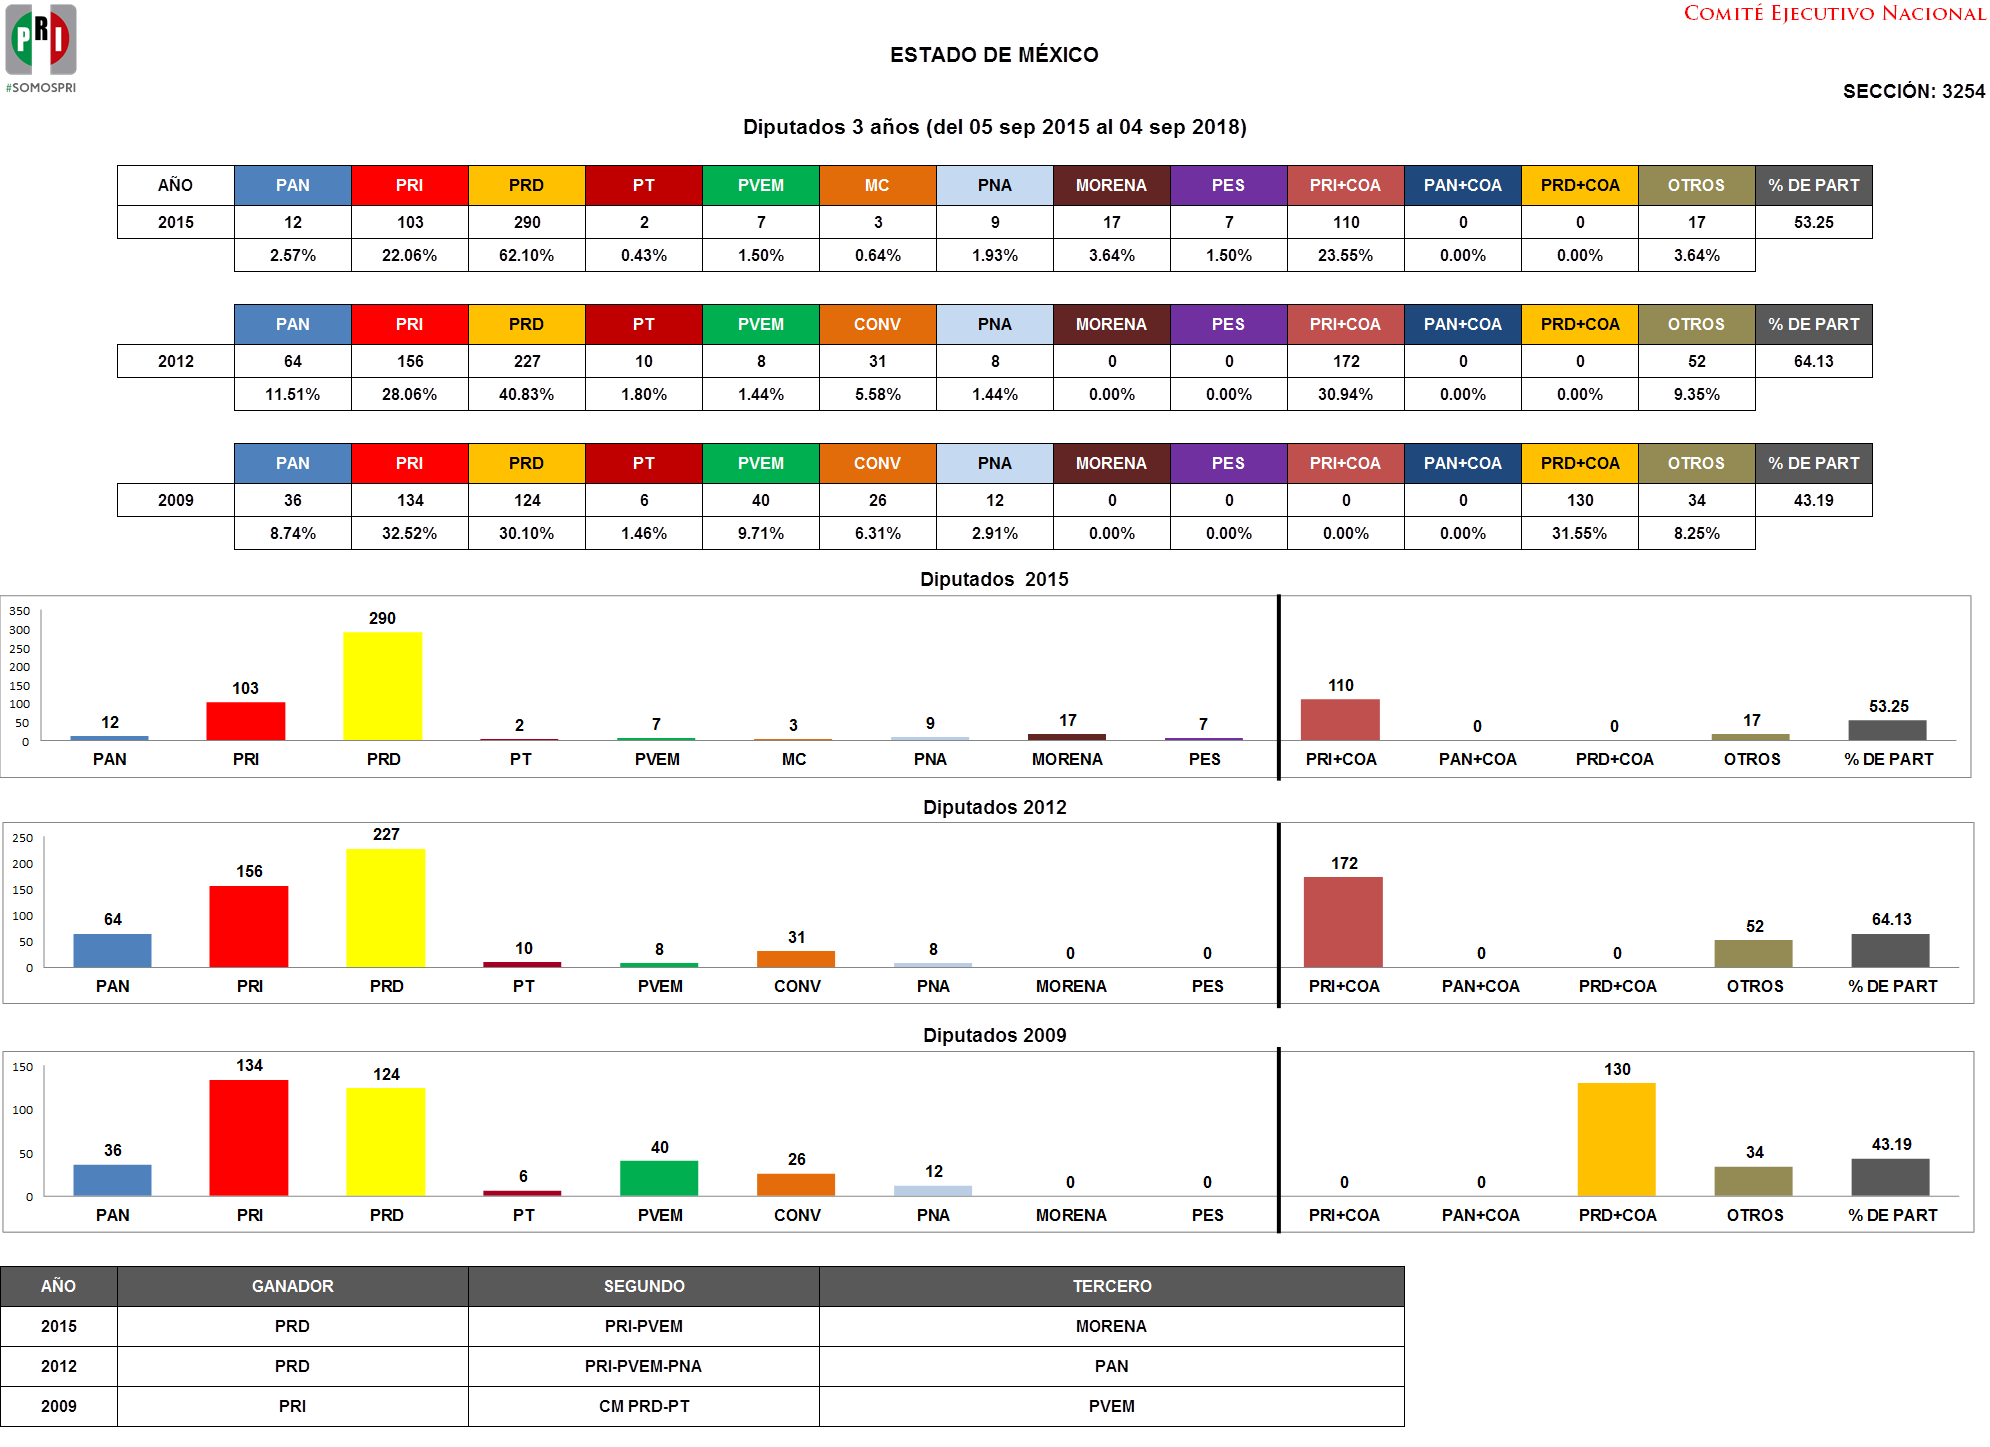 PRI
#SOMOSPRI
COMITÉ EJECUTIVO NACIONAL
ESTADO DE MÉXICO
SECCIÓN: 3254
Diputados 3 años (del 05 sep 2015 al 04 sep 2018)
AÑO PAN PRI PRD PT PVEM MC PNA MORENA PES PRI+COA PAN+COA PRD+COA OTROS % DE PART
2015 12 103 290 2 7 3 9 17 7 110 0 0 17 53.25
2.57% 22.06% 62.10% 0.43% 1.50% 0.64% 1.93% 3.64% 1.50% 23.55% 0.00% 0.00% 3.64%
PAN PRI PRD PT PVEM CONV PNA MORENA PES PRI+COA PAN+COA PRD+COA OTROS % DE PART
2012 64 156 227 10 8 31 8 0 0 172 0 0 52 64.13
11.51% 28.06% 40.83% 1.80% 1.44% 5.58% 1.44% 0.00% 0.00% 30.94% 0.00% 0.00% 9.35%
PAN PRI PRD PT PVEM CONV PNA MORENA PES PRI+COA PAN+COA PRD+COA OTROS % DE PART
2009 36 134 124 6 40 26 12 0 0 0 0 130 34 43.19
8.74% 32.52% 30.10% 1.46% 9.71% 6.31% 2.91% 0.00% 0.00% 0.00% 0.00% 31.55% 8.25%
Diputados 2015
350
300
250
200
150
100
50
0
12 103 290 2 7 3 9 17 7 110 0 0 17 53.25
PAN PRI PRD PT PVEM MC PNA MORENA PES PRI+COA PAN+COA PRD+COA OTROS % DE PART
Diputados 2012
250
200
150
100
50
0
64 156 227 10 8 31 8 0 0 172 0 0 52 64.13
PAN PRI PRD PT PVEM CONV PNA MORENA PES PRI+COA PAN+COA PRD+COA OTROS % DE PART
Diputados 2009
150
100
50
0
36 134 124 6 40 26 12 0 0 0 0 130 34 43.19
PAN PRI PRD PT PVEM CONV PNA MORENA PES PRI+COA PAN+COA PRD+COA OTROS % DE PART
AÑO GANADOR SEGUNDO TERCERO
2015 PRD PRI-PVEM MORENA
2012 PRD PRI-PVEM-PNA PAN
2009 PRI CM PRD-PT PVEM